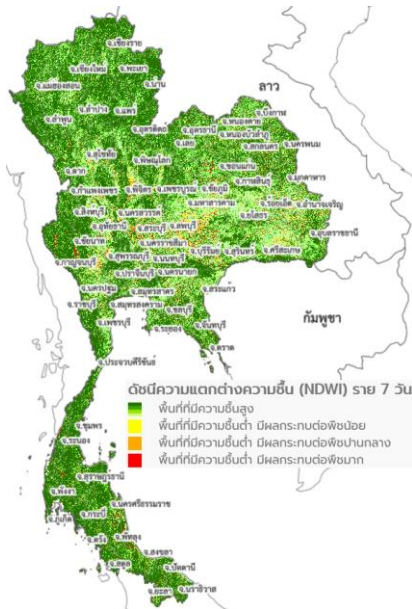 จ.เชียงราย
จ.เชียงใหม่
จ.พะเยา
จ.แม่ฮ่องสอน
จ.น่าน
ลาว
จ.ลำปาง
จ.แพร่
จ.บึงกาฬ
จ.ลำพูน
จ.อุตรดิตถ์
จ.อุดรธานี
จ.หนองคาย
จ.หนองบัวลำภู
จ.เลย
จ.สกลนคร
จ.นครพนม
จ.สุโขทัย
จ.พิษณุโลก
จ.ขอนแก่น
จ.ตาก
จ.กาฬสินธุ์
จ.มุกดาหาร
จ.กำแพงเพชร
จ.พิจิตร
จ.เพชรบูรณ์
จ.ชัยภูมิ
จ.มหาสารคาม
จ.ร้อยเอ็ด
จ.อำนาจเจริญ
จ.สิงห์บุรี
จ.นครสวรรค์
จ.ยโสธร
จ.อุทัยธานี
จ.สระบุรี
จ.ลพบุรี
จ.อุบลราชธานี
จ.ชัยนาท
จ.นครราชสีมา
จ.บุรีรัมย์
จ.สุรินทร์
จ.ศรีสะเกษ
จ.กาญจนบุรี
จ.สุพรรณบุรี
จ.นนทบุรี
จ.ปราจีนบุรี
จ.นครนายก
จ.นครปฐม
จ.สมุทรสาคร
จ.สระแก้ว
จ.ราชบุรี
จ.สมุทรสงคราม
จ.ชลบุรี
กัมพูชา
จ.เพชรบุรี
จ.ระยอง
จ.จันทบุรี
จ.ตราด
จ.ประจวบคีรีขันธ์
ดัชนีความแตกต่างความชื้น (NDWI) ราย 7 วัน
พื้นที่ที่มีความชื้นสูง
พื้นที่ที่มีความชื้นต่ำ มีผลกระทบต่อพืชน้อย
พื้นที่ที่มีความชื้นต่ำ มีผลกระทบต่อพืชปานกลาง
พื้นที่ที่มีความชื้นต่ำ มีผลกระทบต่อพืชมาก
จ.ชุมพร
จ.ระนอง
จ.สุราษฎร์ธานี
จ.พังงา
จ.นครศรีธรรมราช
จ.ภูเก็ต
จ.กระบี่
จ.ตรัง
จ.พัทลุง
จ.สงขลา
จ.สตูล
จ.ปัตตานี
จ.ยะลา
จ.นราธิวาส